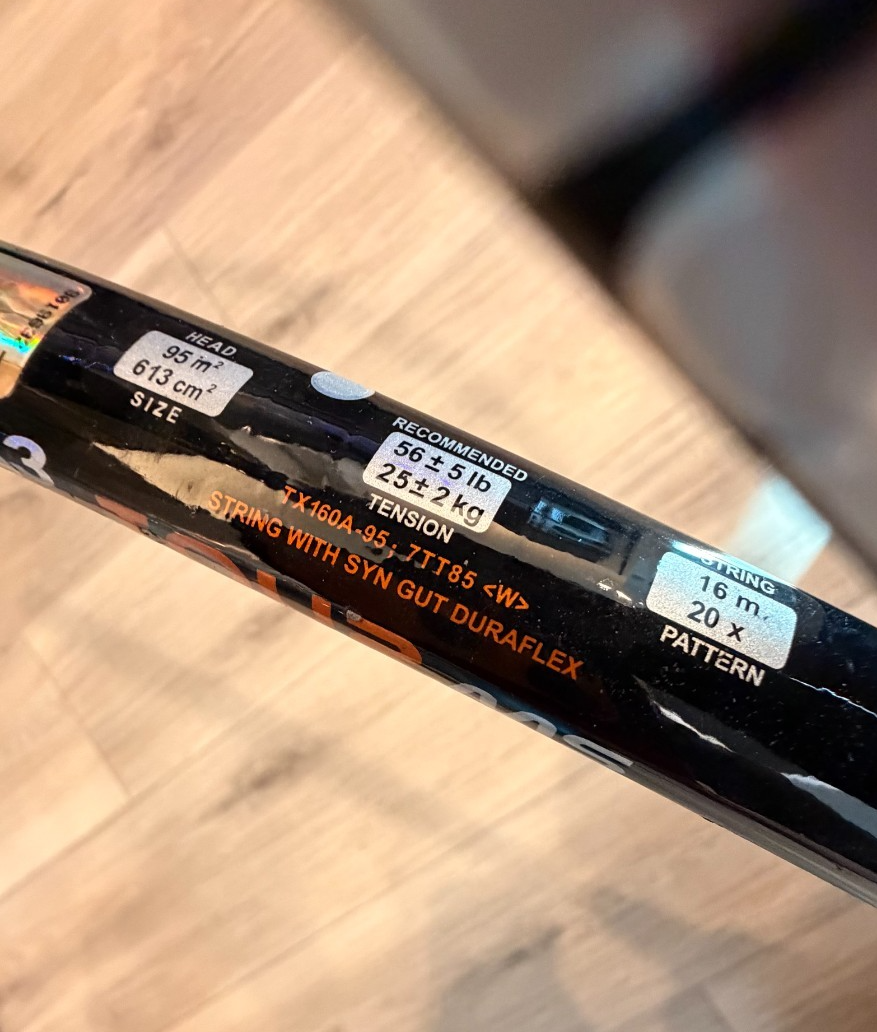 HEAD
95 in²
613 cm²
SIZE
RECOMMENDED
56 ± 5 lb
25 ± 2 kg
TENSION
TX160A-95, 7TT85 <W>
STRING WITH SYN GUT DURAFLEX
STRING
16 m.
20 x
PATTERN
3